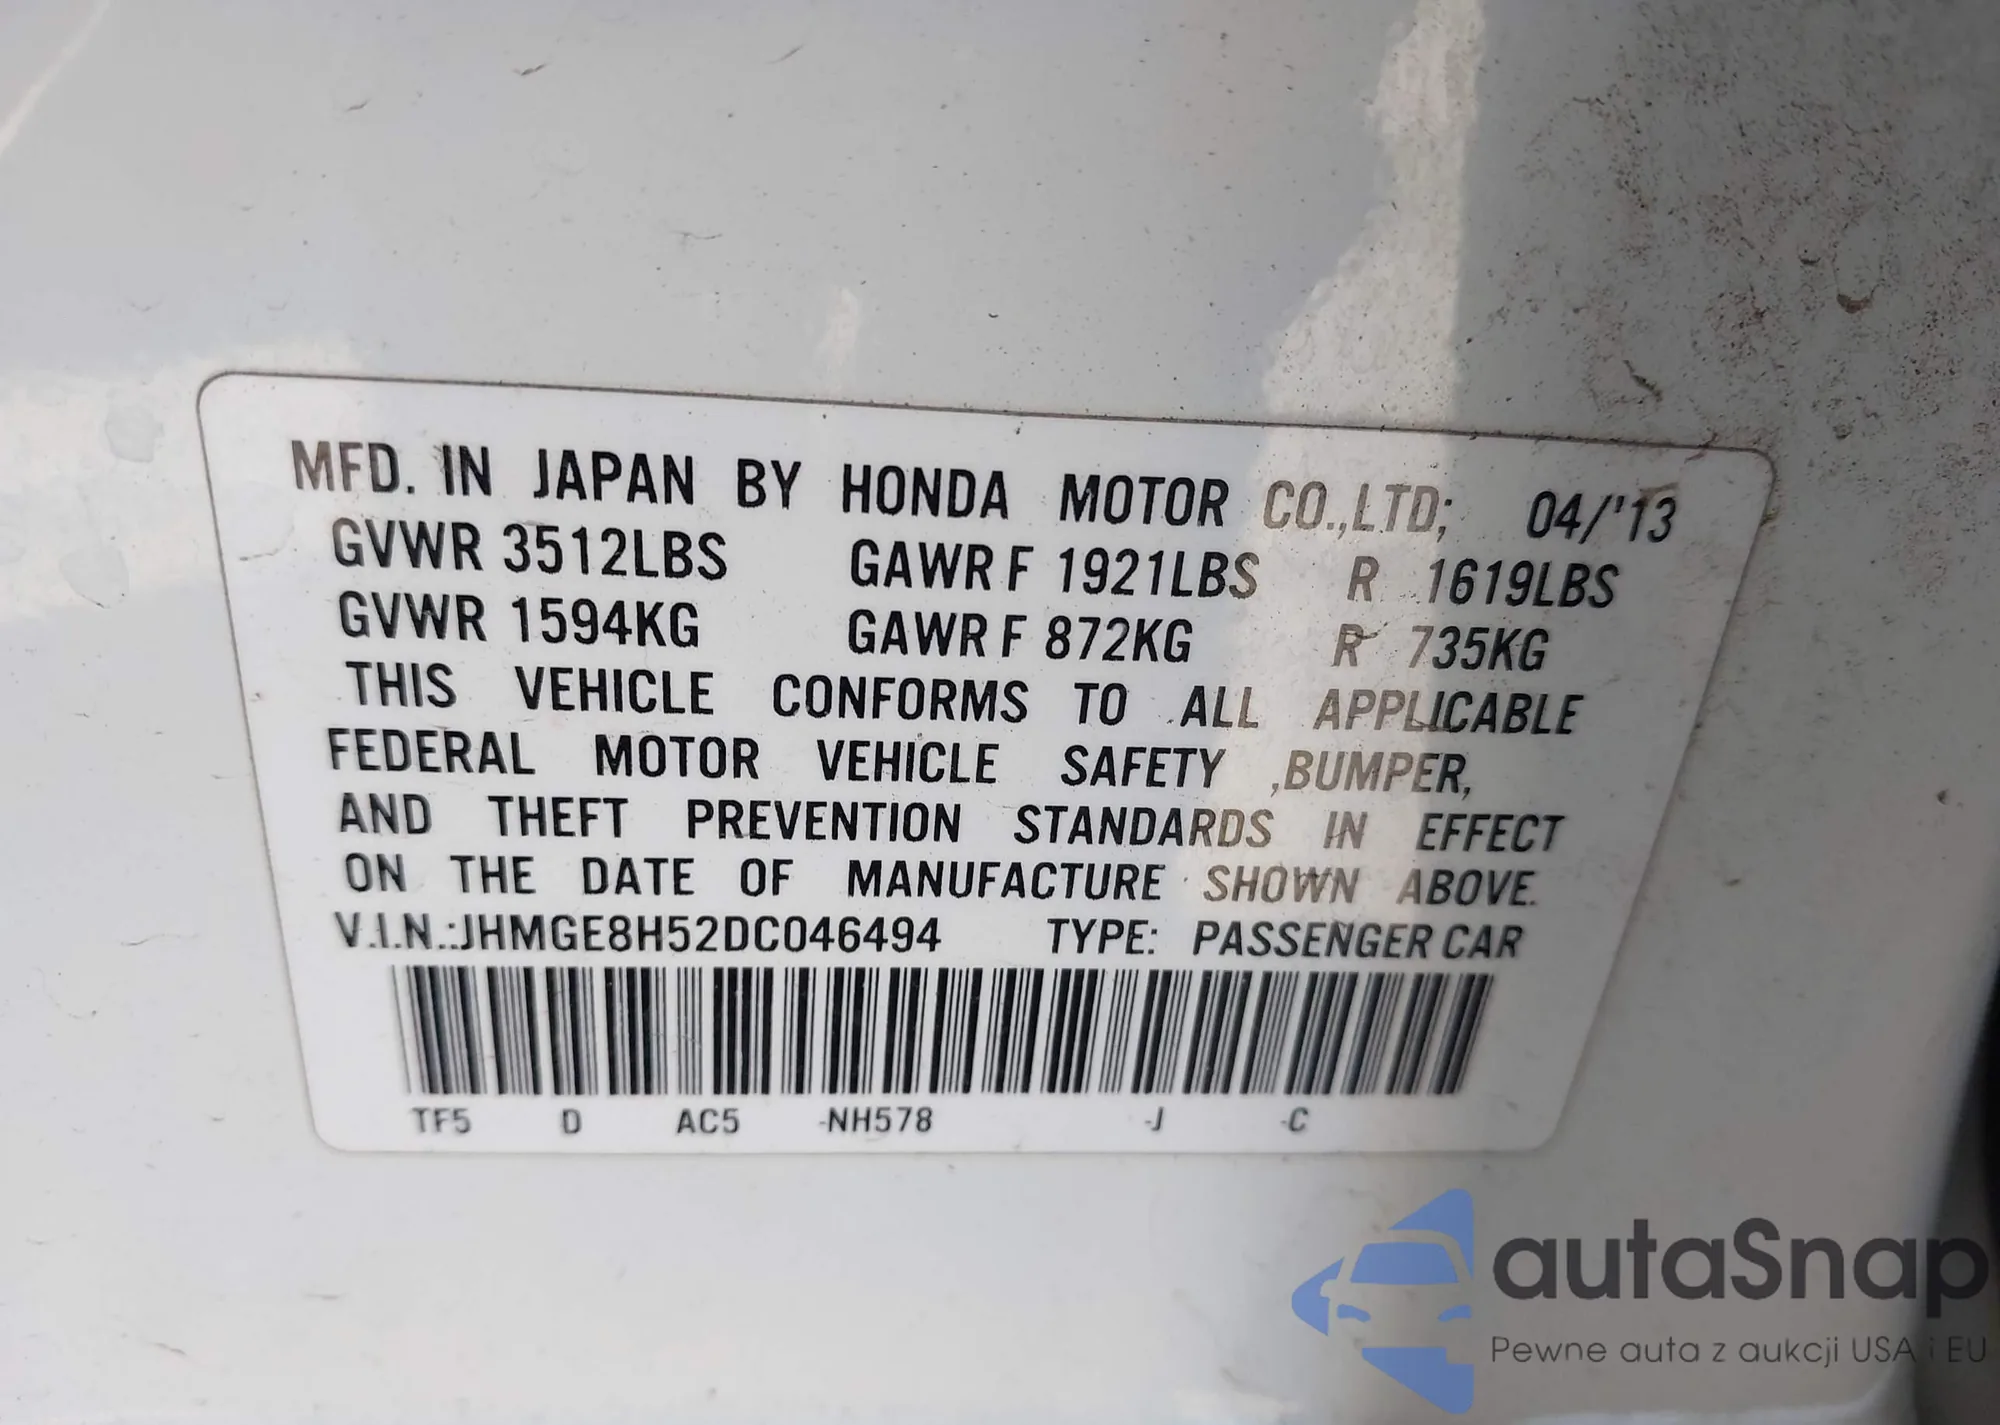 MFD. IN JAPAN BY HONDA MOTOR CO.,LTD; 04/'13
GVWR 3512LBS GAWR F 1921LBS R 1619LBS
GVWR 1594KG GAWR F 872KG R 735KG
THIS VEHICLE CONFORMS TO ALL APPLICABLE
FEDERAL MOTOR VEHICLE SAFETY ,BUMPER,
AND THEFT PREVENTION STANDARDS IN EFFECT
ON THE DATE OF MANUFACTURE SHOWN ABOVE.
V.I.N.:JHMGE8H52DC046494 TYPE: PASSENGER CAR
TF5 D AC5 -NH578 -J -C
autaSnap
Pewne auta z aukcji USA i EU